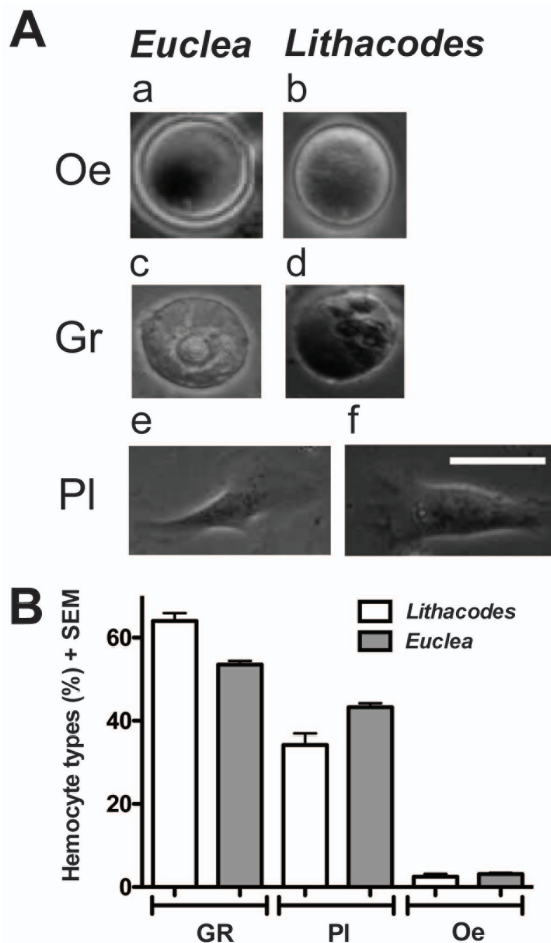 A
Euclea Lithacodes
a b
Oe
c d
Gr
e f
Pl
B
Hemocyte types (%) + SEM
Lithacodes
Euclea
60
40
20
0
GR Pl Oe